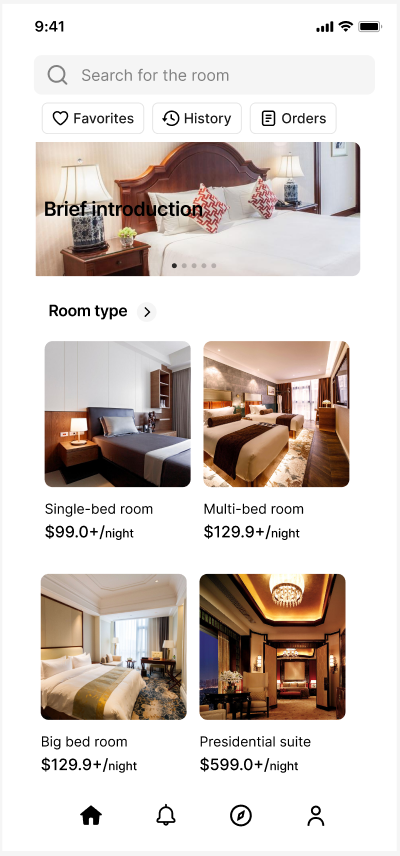 9:41
Search for the room
Favorites
History
Orders
Brief introduction
Room type
Single-bed room
$99.0+/night
Multi-bed room
$129.9+/night
Big bed room
$129.9+/night
Presidential suite
$599.0+/night